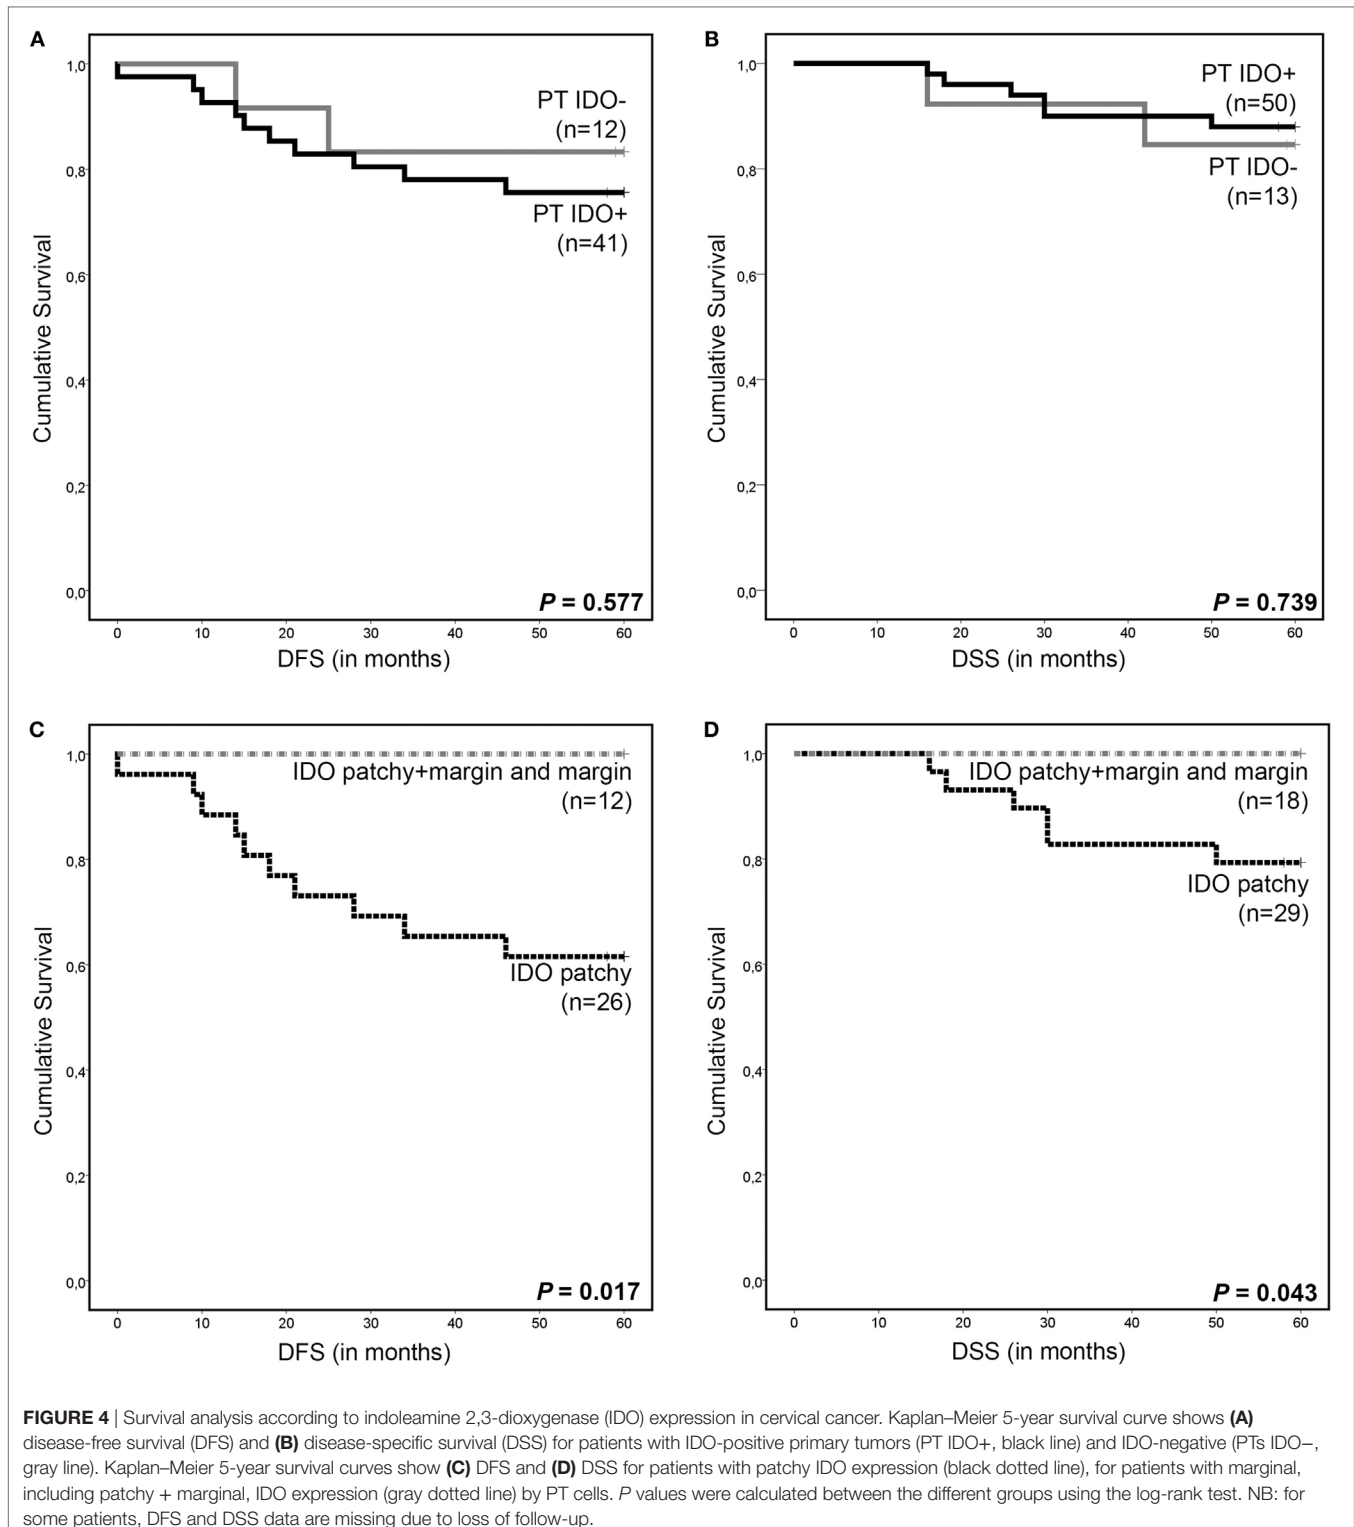 A
1,0
0,8
0,6
0,4
0,2
0,0
Cumulative Survival
PT IDO-
(n=12)
PT IDO+
(n=41)
P = 0.577
0 10 20 30 40 50 60
DFS (in months)
B
1,0
0,8
0,6
0,4
0,2
0,0
Cumulative Survival
PT IDO+
(n=50)
PT IDO-
(n=13)
P = 0.739
0 10 20 30 40 50 60
DSS (in months)
C
1,0
0,8
0,6
0,4
0,2
0,0
Cumulative Survival
IDO patchy+margin and margin
(n=12)
IDO patchy
(n=26)
P = 0.017
0 10 20 30 40 50 60
DFS (in months)
D
1,0
0,8
0,6
0,4
0,2
0,0
Cumulative Survival
IDO patchy+margin and margin
(n=18)
IDO patchy
(n=29)
P = 0.043
0 10 20 30 40 50 60
DSS (in months)
FIGURE 4 | Survival analysis according to indoleamine 2,3-dioxygenase (IDO) expression in cervical cancer. Kaplan–Meier 5-year survival curve shows (A)
disease-free survival (DFS) and (B) disease-specific survival (DSS) for patients with IDO-positive primary tumors (PT IDO+, black line) and IDO-negative (PTs IDO−,
gray line). Kaplan–Meier 5-year survival curves show (C) DFS and (D) DSS for patients with patchy IDO expression (black dotted line), for patients with marginal,
including patchy + marginal, IDO expression (gray dotted line) by PT cells. P values were calculated between the different groups using the log-rank test. NB: for
some patients, DFS and DSS data are missing due to loss of follow-up.